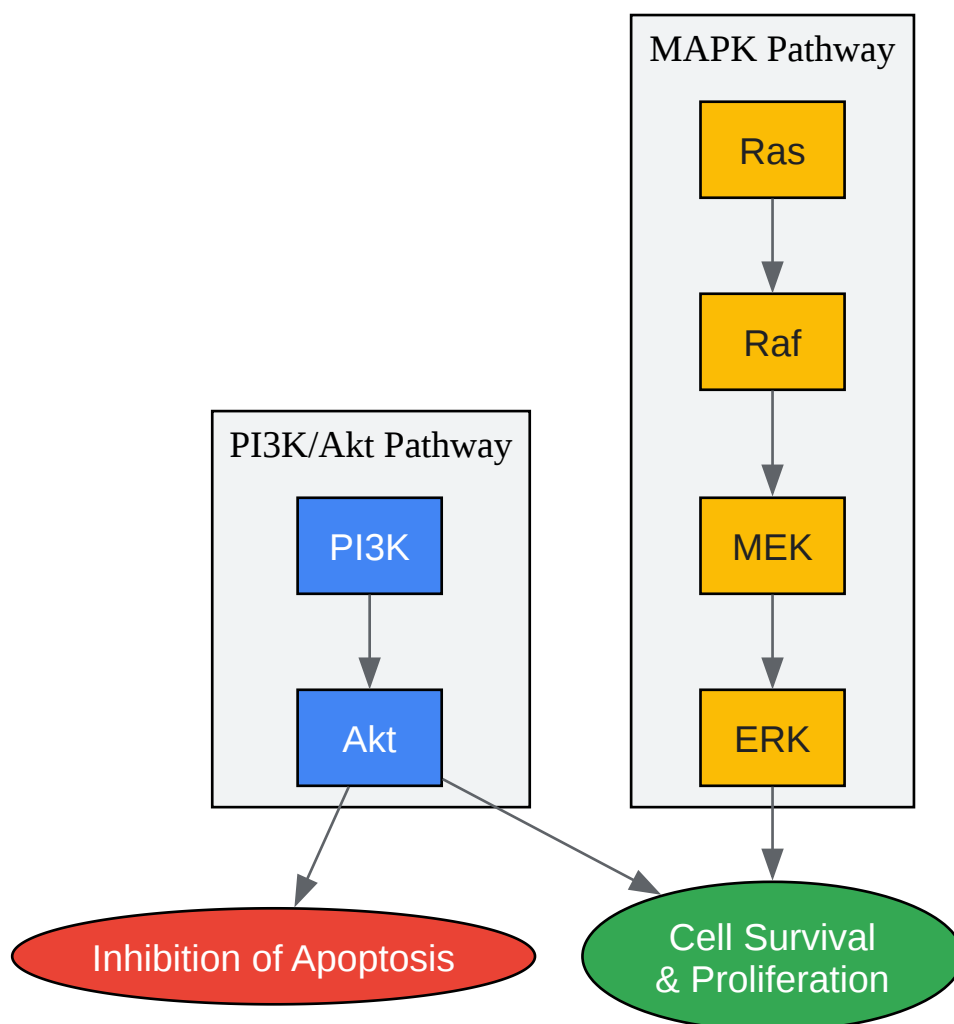 MAPK Pathway
Ras
Raf
PI3K/Akt Pathway
PI3K
MEK
Akt
ERK
Inhibition of Apoptosis
Cell Survival
& Proliferation